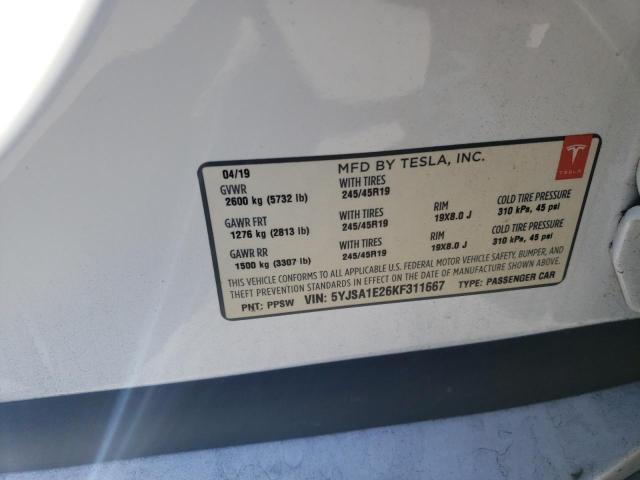 04/19 MFD BY TESLA, INC.
TESLA
GVWR WITH TIRES
2600 kg (5732 lb) 245/45R19
GAWR FRT WITH TIRES RIM COLD TIRE PRESSURE
1276 kg (2813 lb) 245/45R19 19X8.0 J 310 kPa, 45 psi
GAWR RR WITH TIRES RIM COLD TIRE PRESSURE
1500 kg (3307 lb) 245/45R19 19X8.0 J 310 kPa, 45 psi
THIS VEHICLE CONFORMS TO ALL APPLICABLE U.S. FEDERAL MOTOR VEHICLE SAFETY, BUMPER, AND
THEFT PREVENTION STANDARDS IN EFFECT ON THE DATE OF MANUFACTURE SHOWN ABOVE.
PNT: PPSW VIN: 5YJSA1E26KF311667 TYPE: PASSENGER CAR